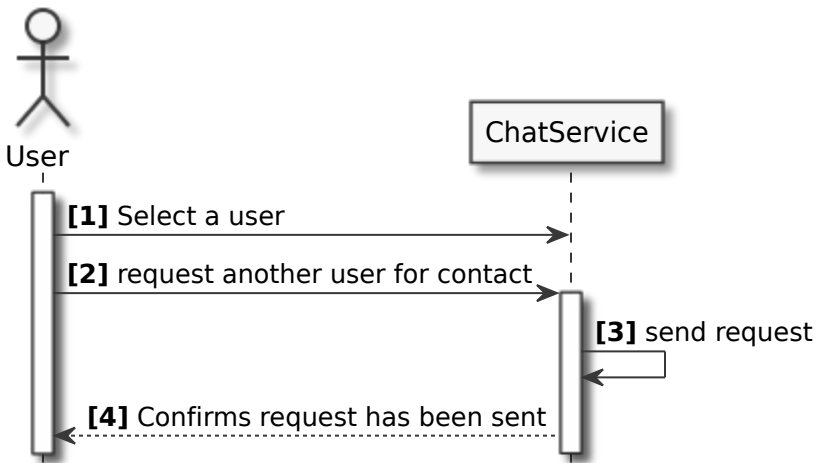 User
ChatService
[1] Select a user
[2] request another user for contact
[3] send request
[4] Confirms request has been sent